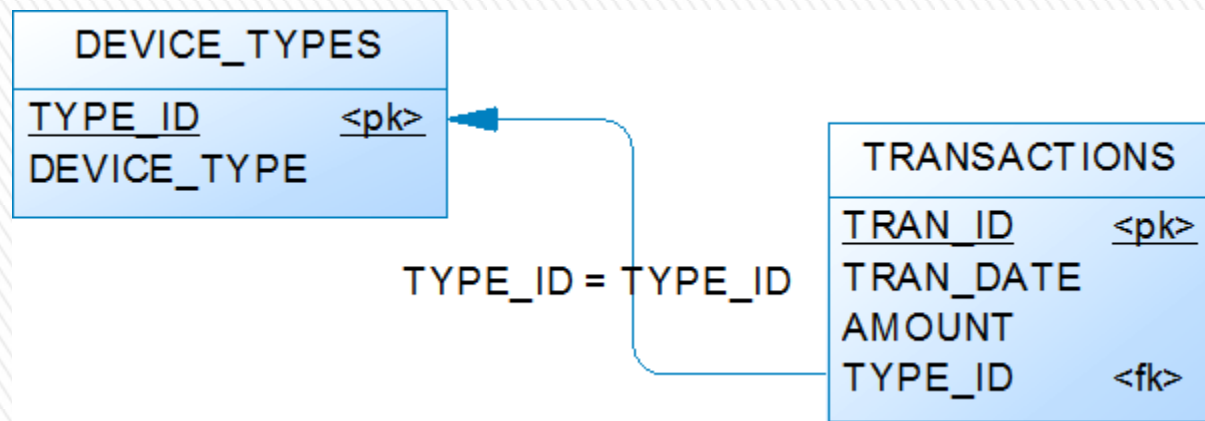 DEVICE_TYPES
TYPE_ID <pk>
DEVICE_TYPE
TYPE_ID = TYPE_ID
TRANSACTIONS
TRAN_ID <pk>
TRAN_DATE
AMOUNT
TYPE_ID <fk>